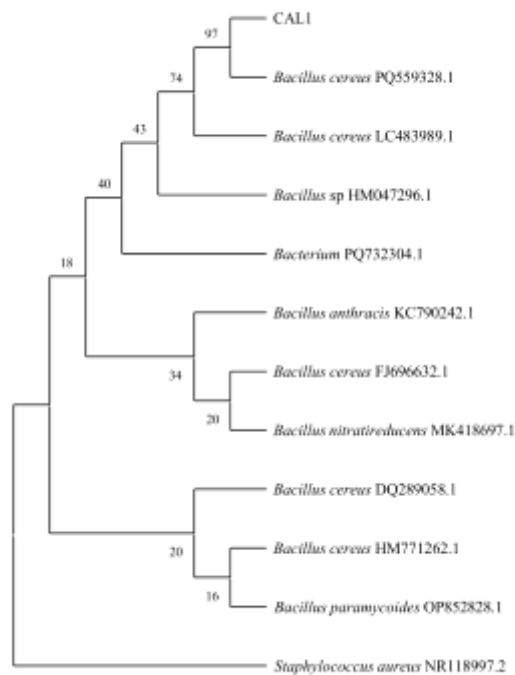 CAL1
97
Bacillus cereus PQ559328.1
74
Bacillus cereus LC483989.1
43
Bacillus sp HM047296.1
40
Bacterium PQ732304.1
18
Bacillus anthracis KC790242.1
34
Bacillus cereus FJ696632.1
20
Bacillus nitratireducens MK418697.1
Bacillus cereus DQ289058.1
20
Bacillus cereus HM771262.1
16
Bacillus paramycoides OP852828.1
Staphylococcus aureus NR118997.2